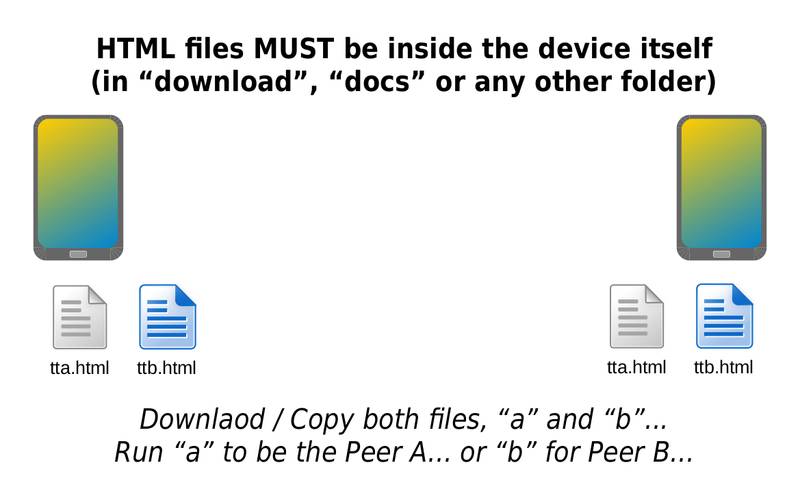 HTML files MUST be inside the device itself
(in “download”, “docs” or any other folder)
tta.html
ttb.html
tta.html
ttb.html
Downlaod / Copy both files, “a” and “b”...
Run “a” to be the Peer A... or “b” for Peer B...